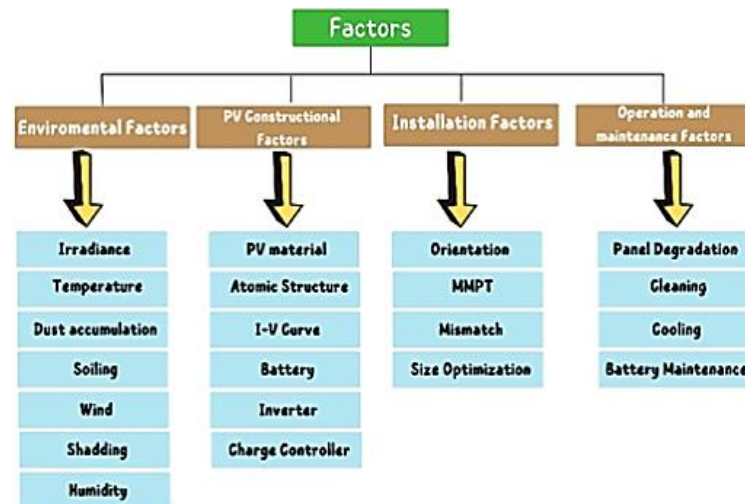 Factors
Enviromental Factors
PV Constructional
Factors
Installation Factors
Operation and
maintenance Factors
Irradiance
Temperature
Dust accumulation
Soiling
Wind
Shadding
Humidity
PV material
Atomic Structure
I-V Curve
Battery
Inverter
Charge Controller
Orientation
MMPT
Mismatch
Size Optimization
Panel Degradation
Cleaning
Cooling
Battery Maintenance